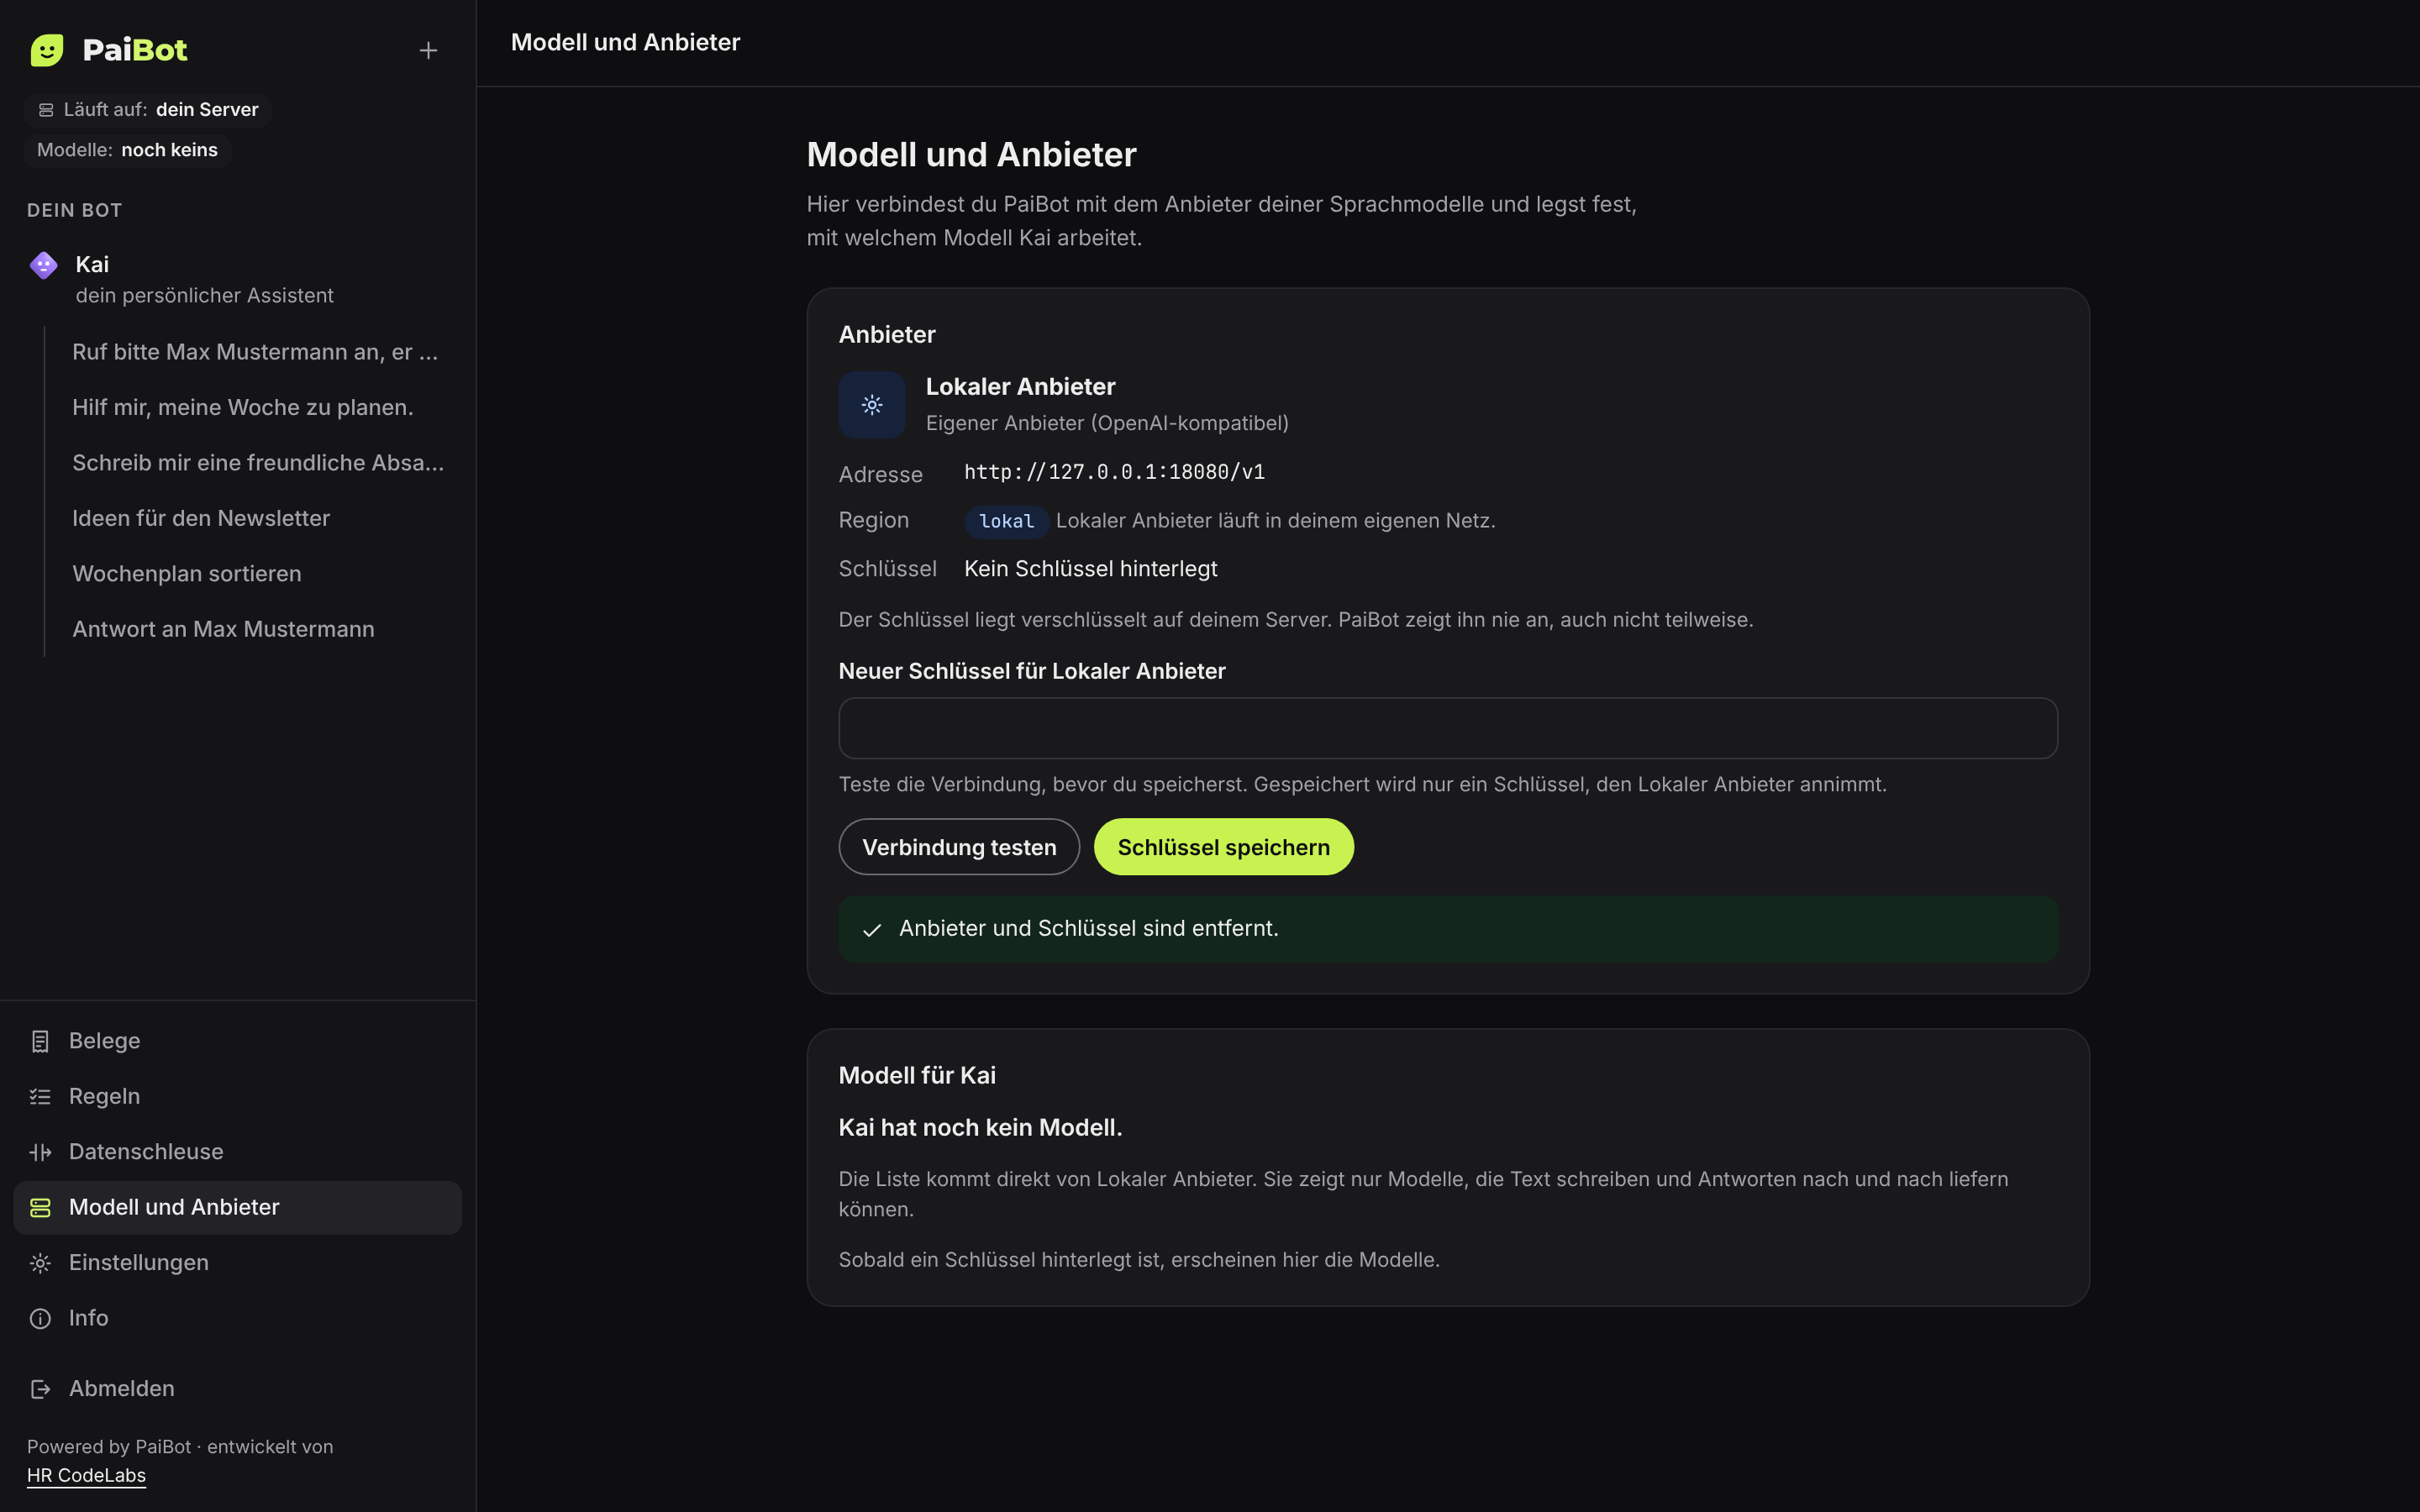 PaiBot
Läuft auf: dein Server
Modelle: noch keins
DEIN BOT
Kai
dein persönlicher Assistent
Ruf bitte Max Mustermann an, er ...
Hilf mir, meine Woche zu planen.
Schreib mir eine freundliche Absa...
Ideen für den Newsletter
Wochenplan sortieren
Antwort an Max Mustermann
Belege
Regeln
Datenschleuse
Modell und Anbieter
Einstellungen
Info
Abmelden
Powered by PaiBot · entwickelt von
HR CodeLabs
Modell und Anbieter
Modell und Anbieter
Hier verbindest du PaiBot mit dem Anbieter deiner Sprachmodelle und legst fest,
mit welchem Modell Kai arbeitet.
Anbieter
Lokaler Anbieter
Eigener Anbieter (OpenAI-kompatibel)
Adresse http://127.0.0.1:18080/v1
Region lokal Lokaler Anbieter läuft in deinem eigenen Netz.
Schlüssel Kein Schlüssel hinterlegt
Der Schlüssel liegt verschlüsselt auf deinem Server. PaiBot zeigt ihn nie an, auch nicht teilweise.
Neuer Schlüssel für Lokaler Anbieter
Teste die Verbindung, bevor du speicherst. Gespeichert wird nur ein Schlüssel, den Lokaler Anbieter annimmt.
Verbindung testen Schlüssel speichern
Anbieter und Schlüssel sind entfernt.
Modell für Kai
Kai hat noch kein Modell.
Die Liste kommt direkt von Lokaler Anbieter. Sie zeigt nur Modelle, die Text schreiben und Antworten nach und nach liefern
können.
Sobald ein Schlüssel hinterlegt ist, erscheinen hier die Modelle.